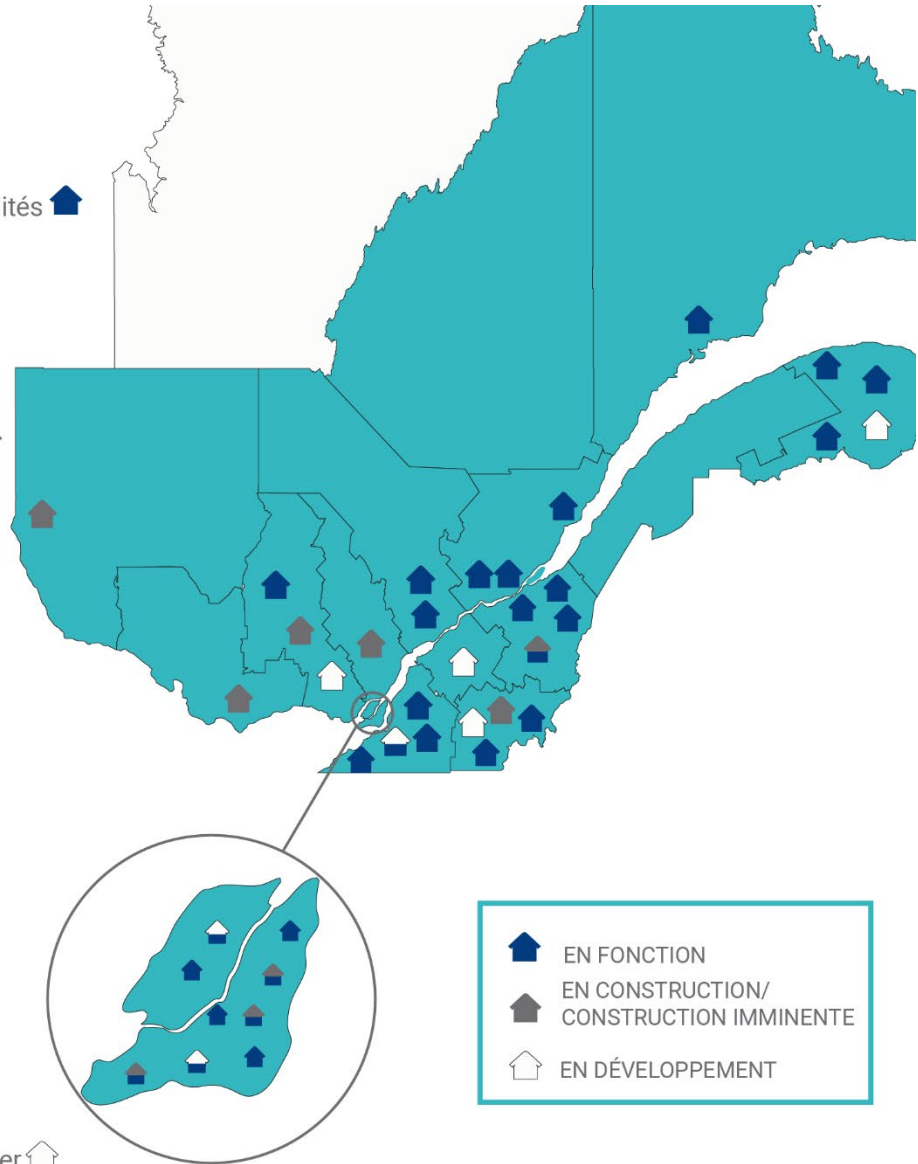 ités
EN FONCTION
EN CONSTRUCTION/
CONSTRUCTION IMMINENTE
EN DÉVELOPPEMENT
er